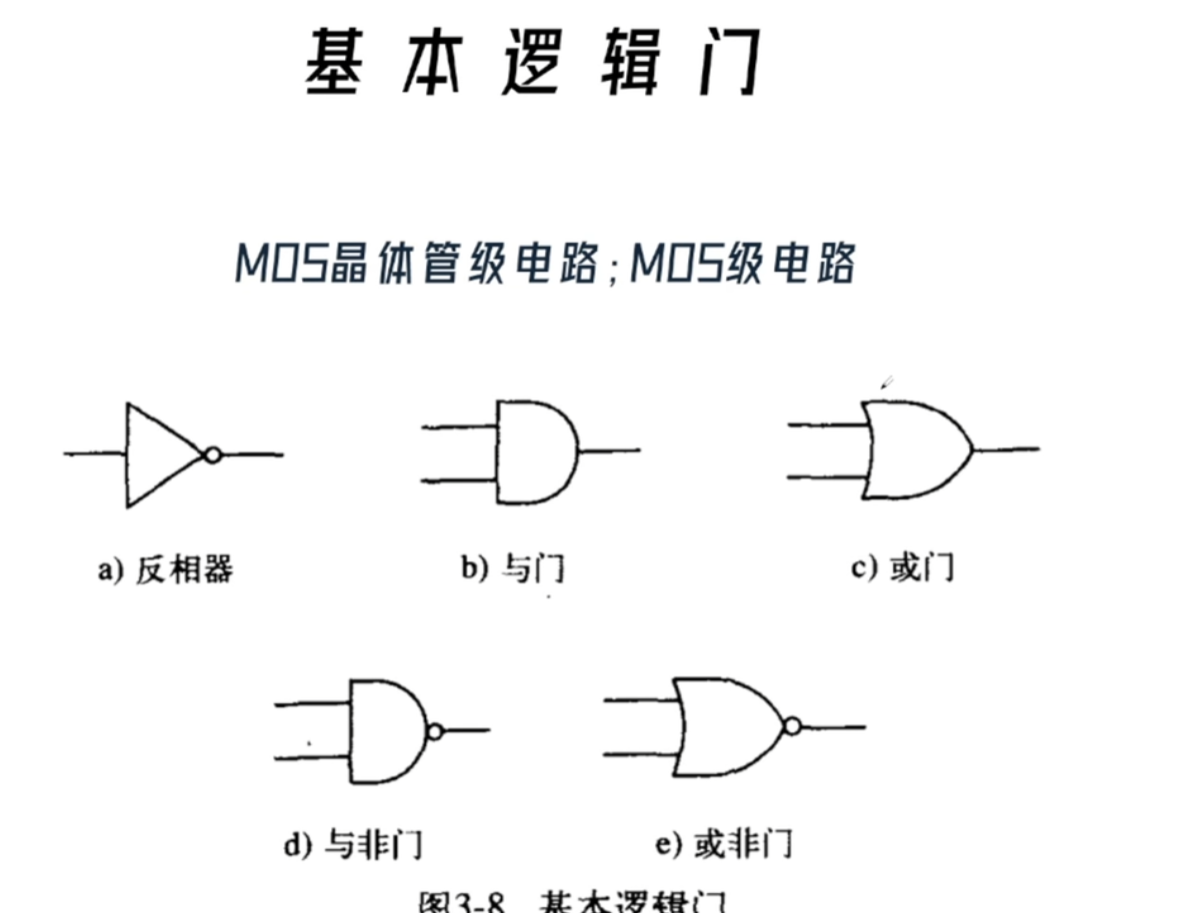 基本逻辑门
MOS晶体管级电路;MOS级电路
a) 反相器
b) 与门
c) 或门
d) 与非门
e) 或非门
图3-8 基本逻辑门